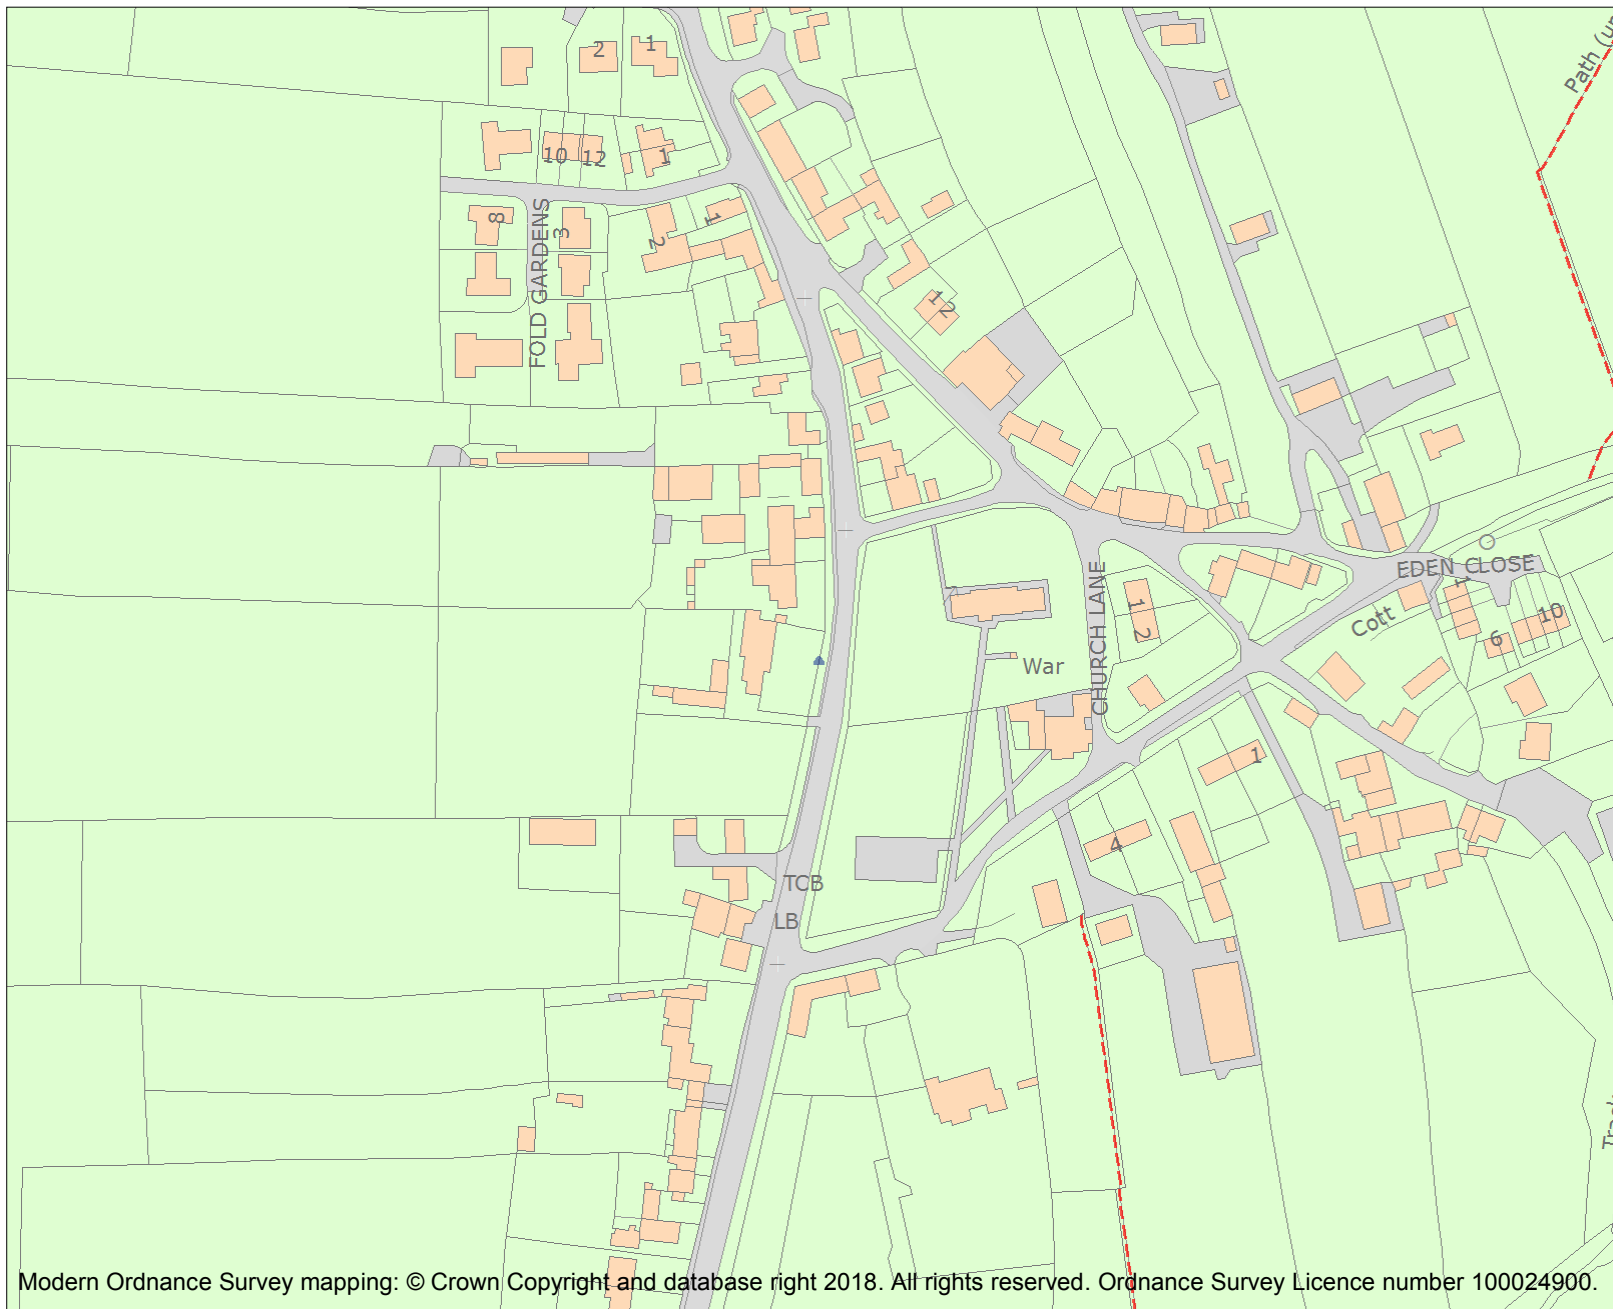 2
1
Path (u
10
12
1
8
3
FOLD GARDENS
2
1
1
2
EDEN CLOSE
1
10
6
Cott
CHURCH LANE
1
2
War
1
4
TCB
LB
Modern Ordnance Survey mapping: © Crown Copyright and database right 2018. All rights reserved. Ordnance Survey Licence number 100024900.